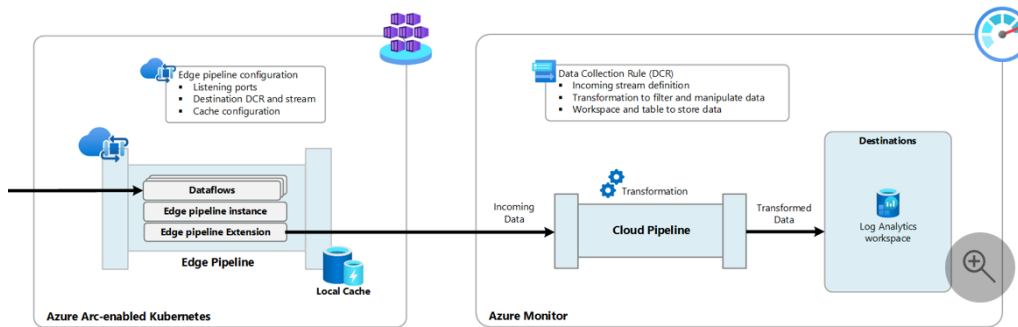 Edge pipeline configuration
▪ Listening ports
▪ Destination DCR and stream
▪ Cache configuration
Dataflows
Edge pipeline instance
Edge pipeline Extension
Edge Pipeline
Local Cache
Azure Arc-enabled Kubernetes
Data Collection Rule (DCR)
▪ Incoming stream definition
▪ Transformation to filter and manipulate data
▪ Workspace and table to store data
Incoming
Data
Transformation
Cloud Pipeline
Transformed
Data
Destinations
Log Analytics
workspace
Azure Monitor